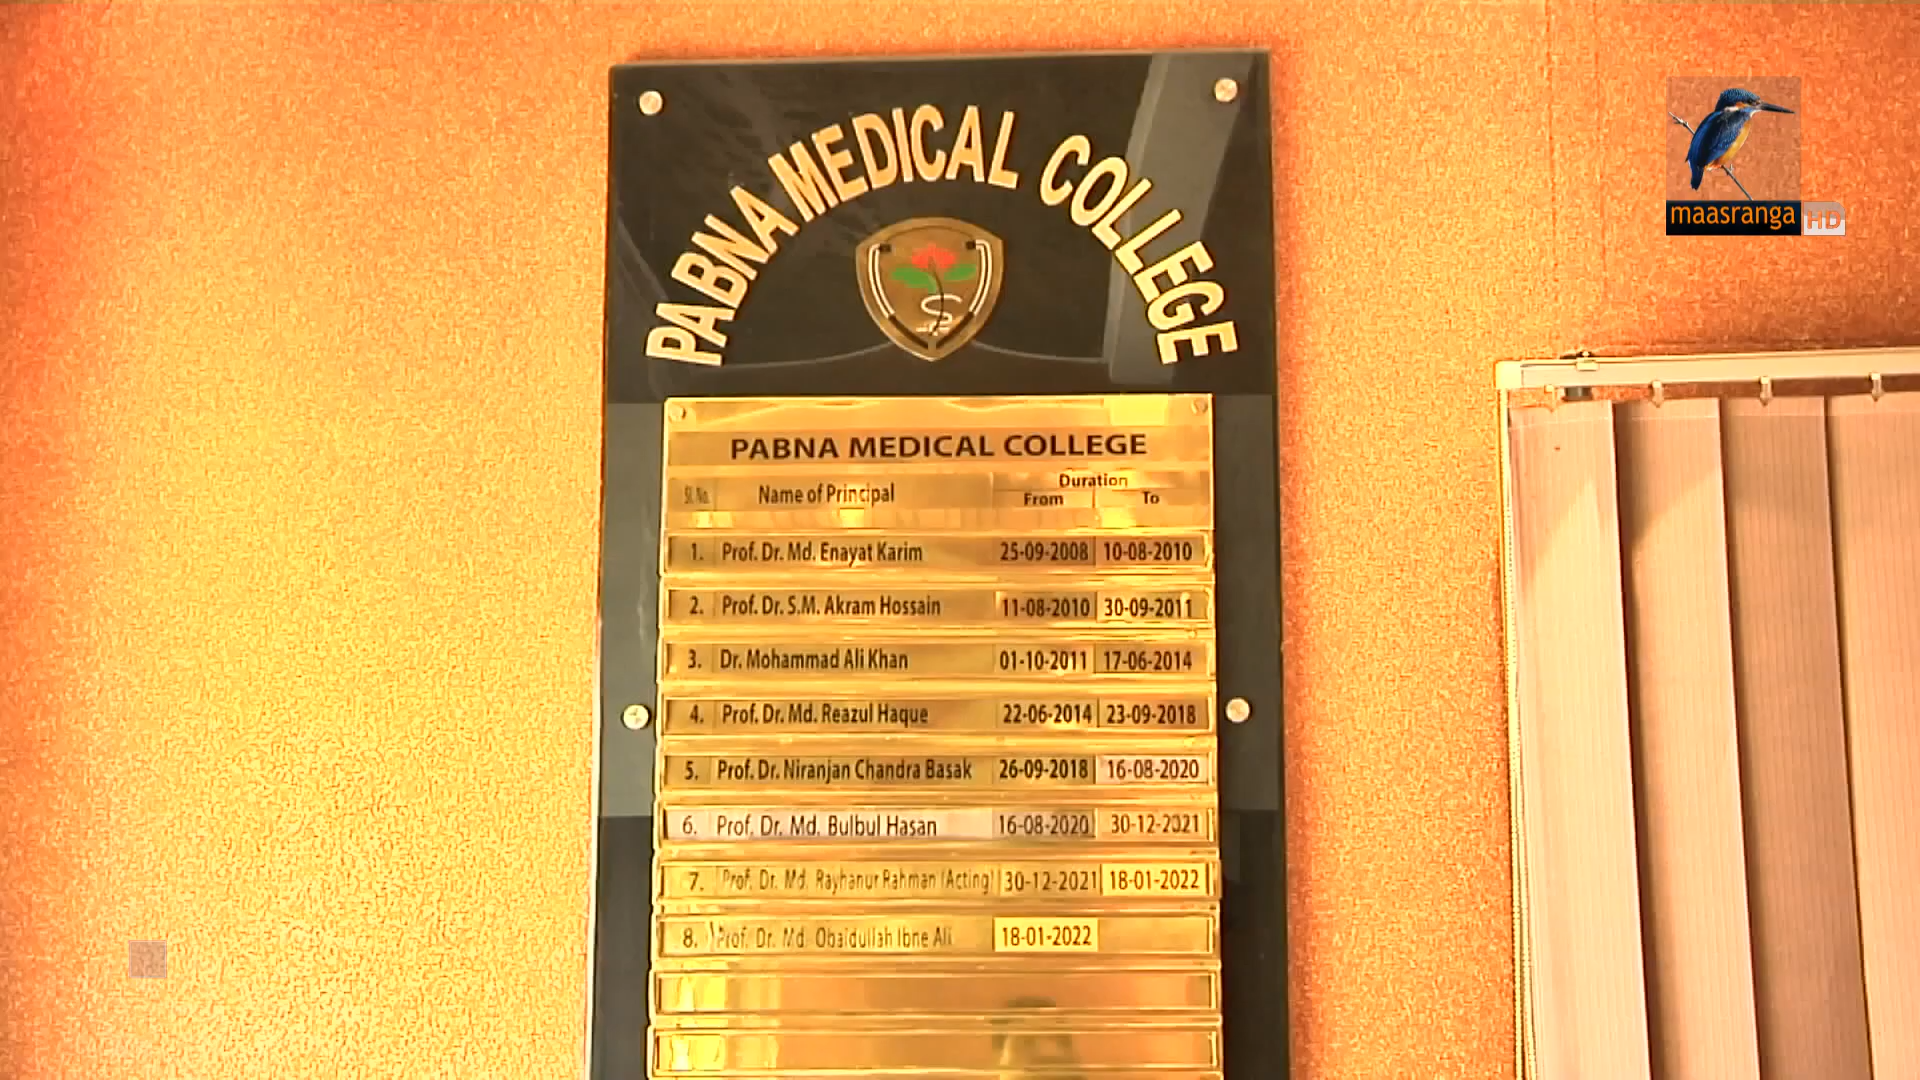 PABNA MEDICAL COLLEGE
maasranga HD
PABNA MEDICAL COLLEGE
Sl. No. Name of Principal Duration
From To
1. Prof. Dr. Md. Enayat Karim 25-09-2008 10-08-2010
2. Prof. Dr. S.M. Akram Hossain 11-08-2010 30-09-2011
3. Dr. Mohammad Ali Khan 01-10-2011 17-06-2014
4. Prof. Dr. Md. Reazul Haque 22-06-2014 23-09-2018
5. Prof. Dr. Niranjan Chandra Basak 26-09-2018 16-08-2020
6. Prof. Dr. Md. Bulbul Hasan 16-08-2020 30-12-2021
7. Prof. Dr. Md. Rayhanur Rahman (Acting) 30-12-2021 18-01-2022
8. Prof. Dr. Md. Obaidullah Ibne Ali 18-01-2022